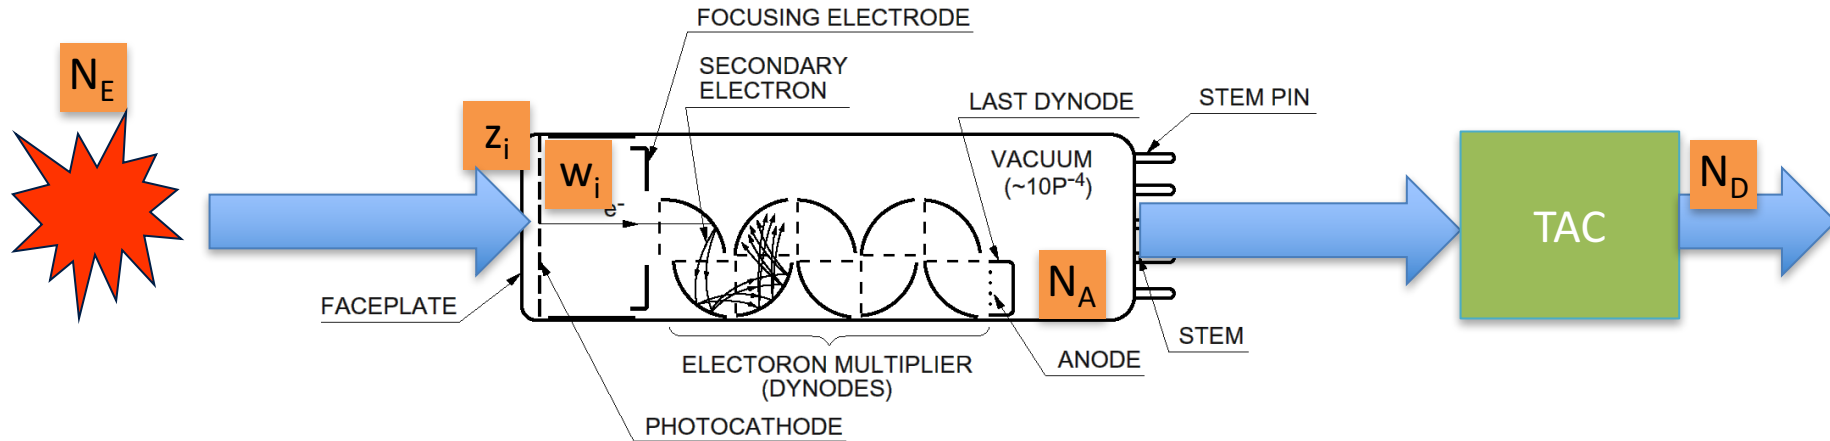 FOCUSING ELECTRODE
N_E
SECONDARY
ELECTRON
LAST DYNODE
STEM PIN
z_i
w_i
VACUUM
(~10P⁻⁴)
N_D
e⁻
TAC
N_A
FACEPLATE
STEM
ELECTORON MULTIPLIER
(DYNODES)
ANODE
PHOTOCATHODE